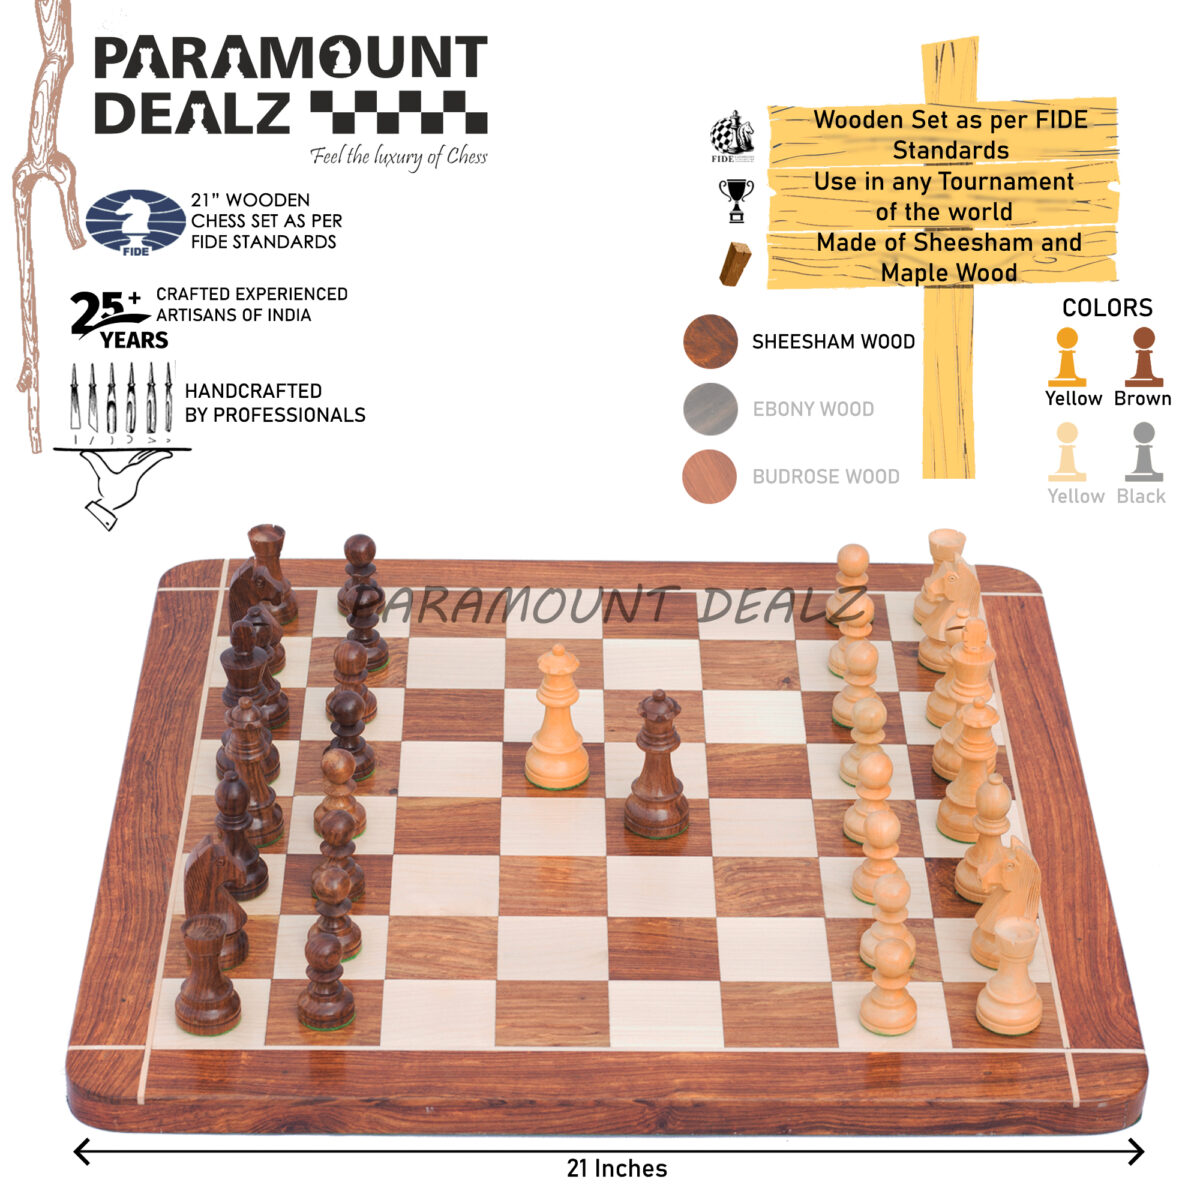 PARAMOUNT
DEALZ
Feel the luxury of Chess
FIDE
21” WOODEN
CHESS SET AS PER
FIDE STANDARDS
25+
YEARS
CRAFTED EXPERIENCED
ARTISANS OF INDIA
HANDCRAFTED
BY PROFESSIONALS
FIDE
Wooden Set as per FIDE
Standards
Use in any Tournament
of the world
Made of Sheesham and
Maple Wood
SHEESHAM WOOD
EBONY WOOD
BUDROSE WOOD
COLORS
Yellow Brown
Yellow Black
PARAMOUNT DEALZ
21 Inches